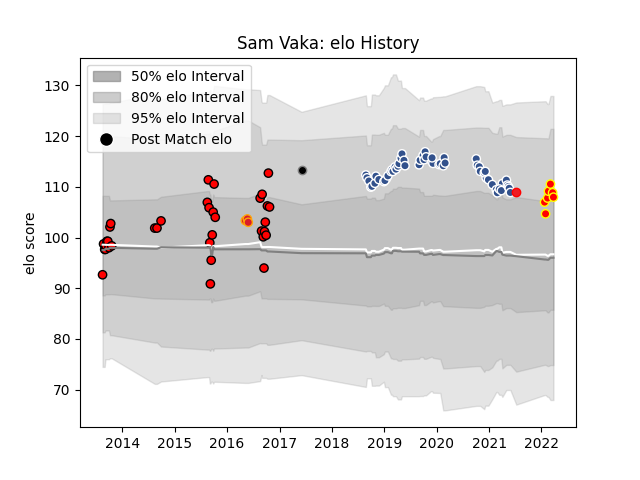 Sam Vaka: elo History
50% elo Interval
80% elo Interval
95% elo Interval
Post Match elo
elo score
130
120
110
100
90
80
70
2014 2015 2016 2017 2018 2019 2020 2021 2022